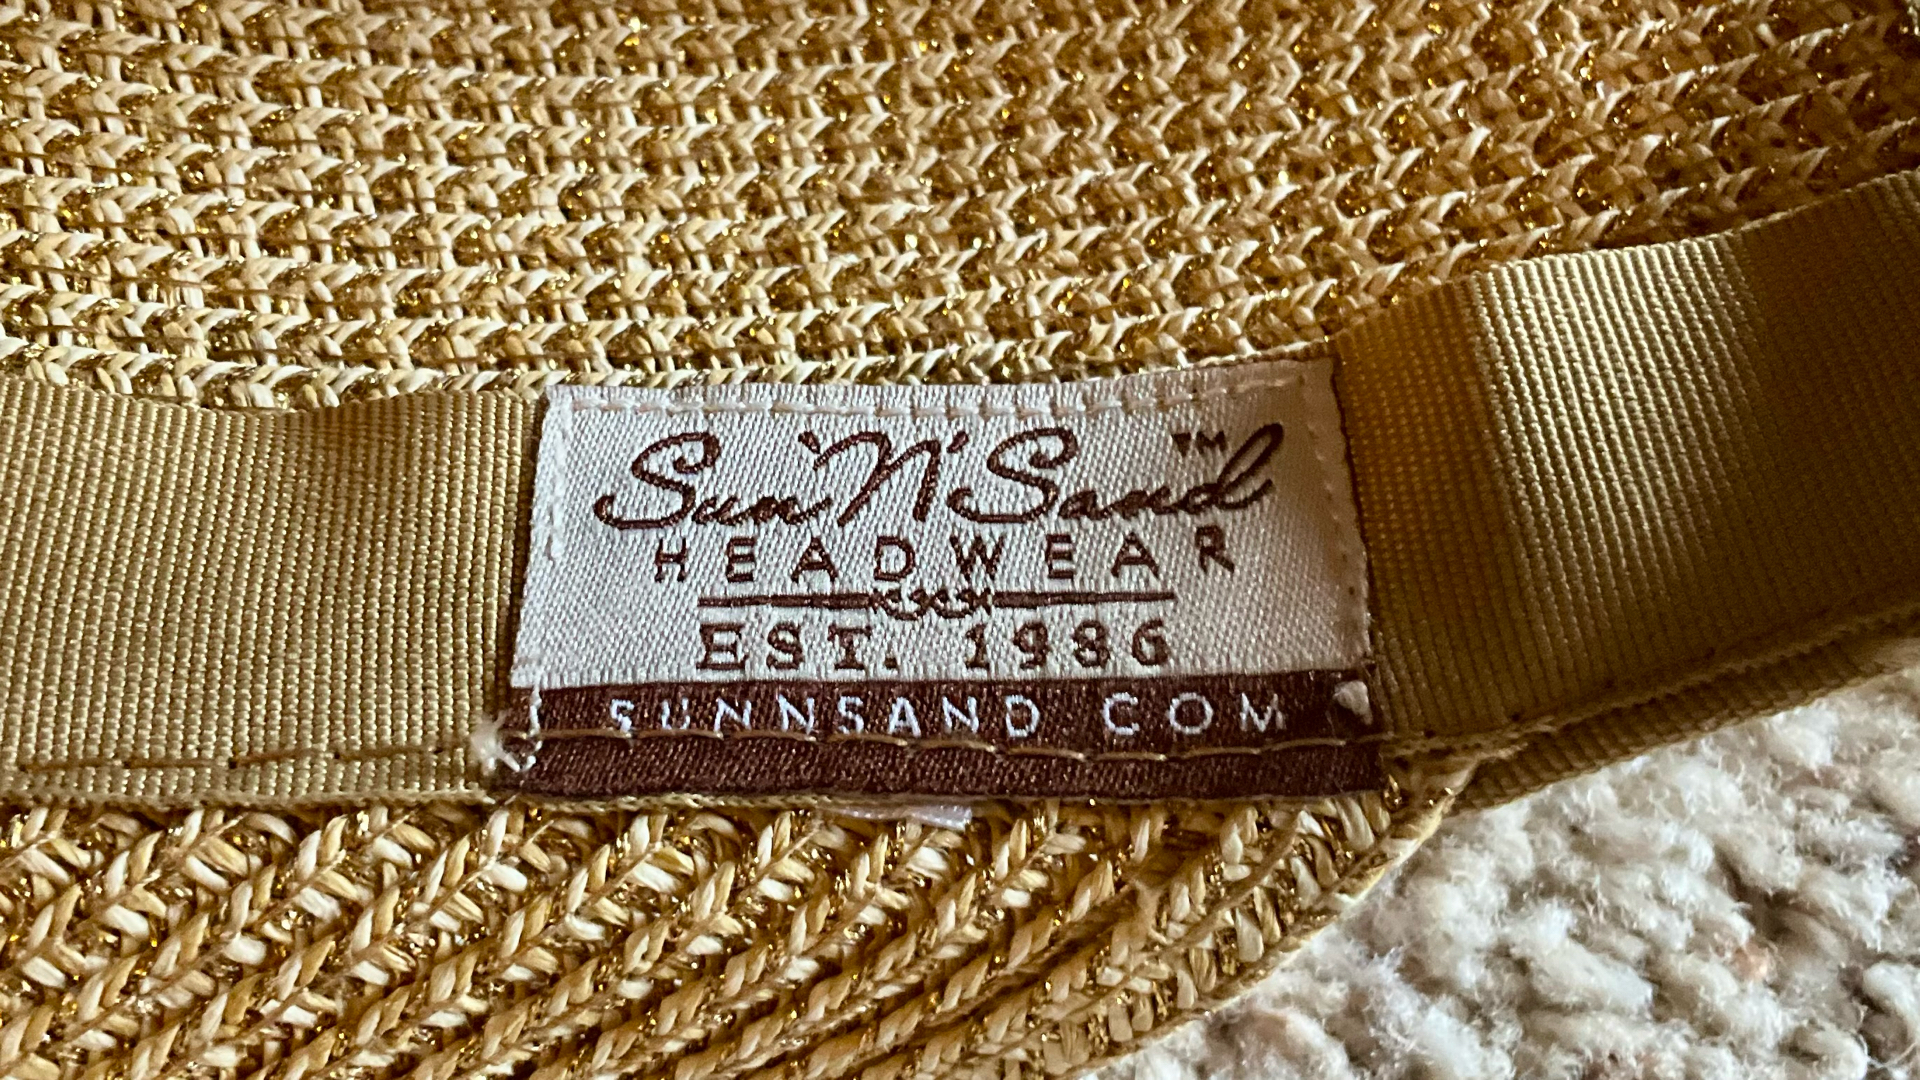 Sun 'N' Sand™
HEADWEAR
EST. 1986
SUNNSAND COM